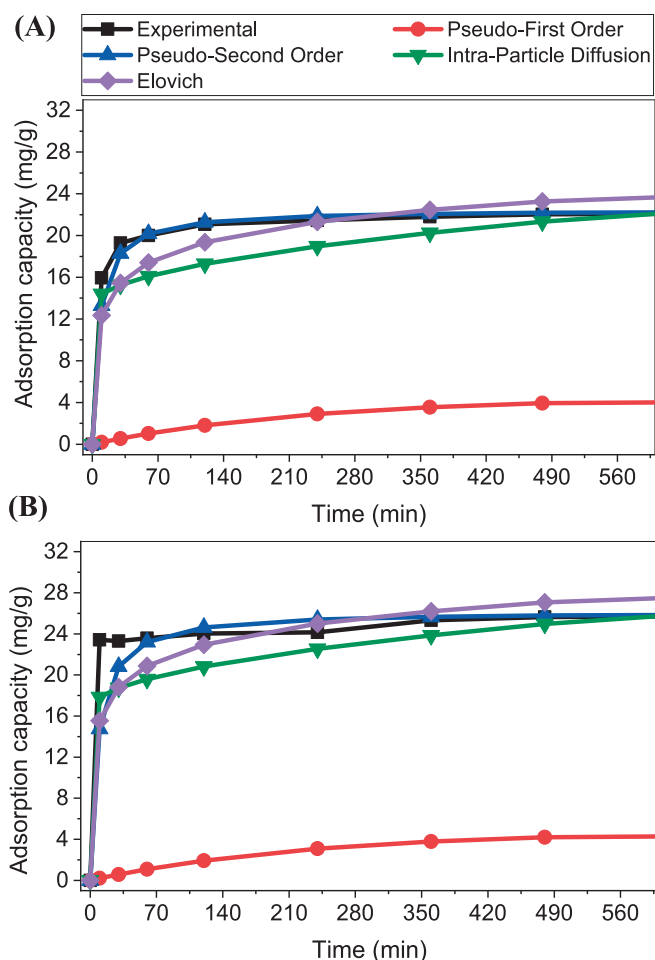 (A)
Experimental
Pseudo-First Order
Pseudo-Second Order
Intra-Particle Diffusion
Elovich
Adsorption capacity (mg/g)
32
28
24
20
16
12
8
4
0
0 70 140 210 280 350 420 490 560
Time (min)
(B)
Adsorption capacity (mg/g)
32
28
24
20
16
12
8
4
0
0 70 140 210 280 350 420 490 560
Time (min)